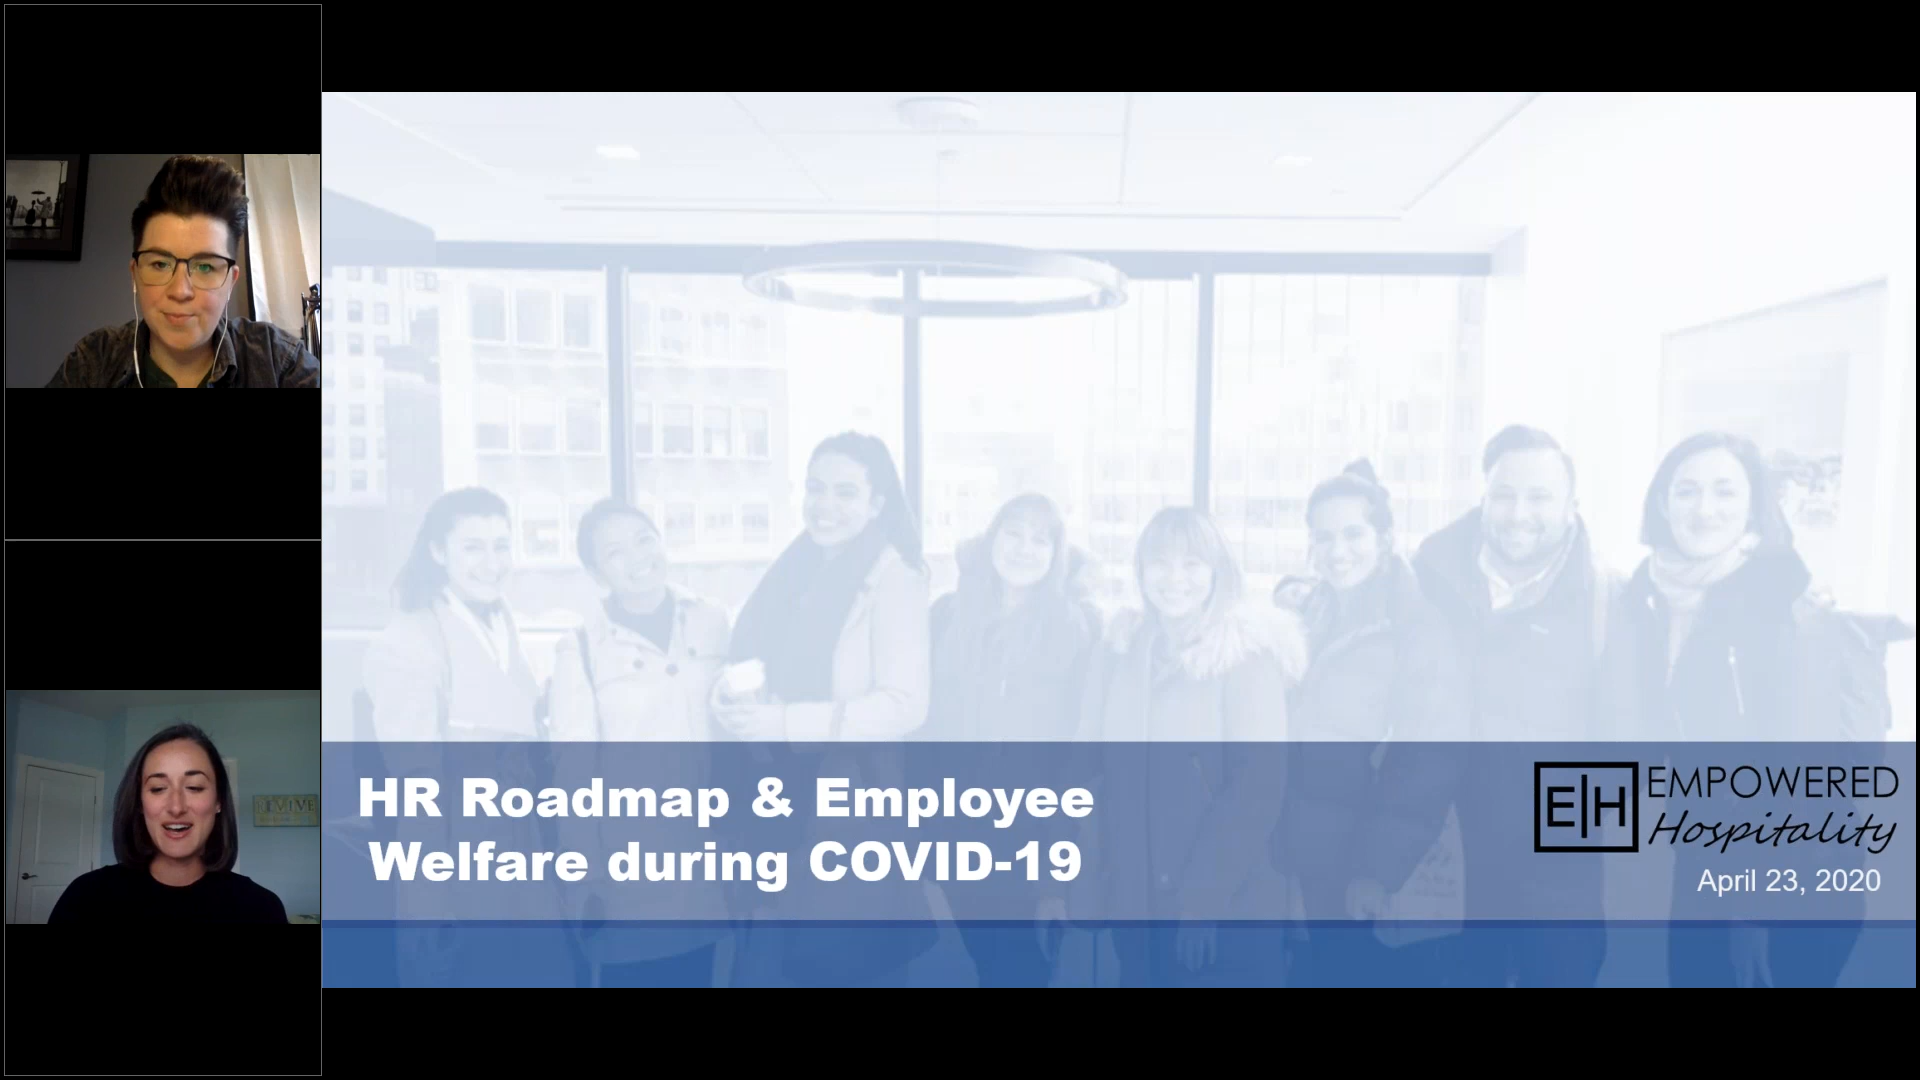 HR Roadmap & Employee
Welfare during COVID-19
E|H
EMPOWERED
Hospitality
April 23, 2020